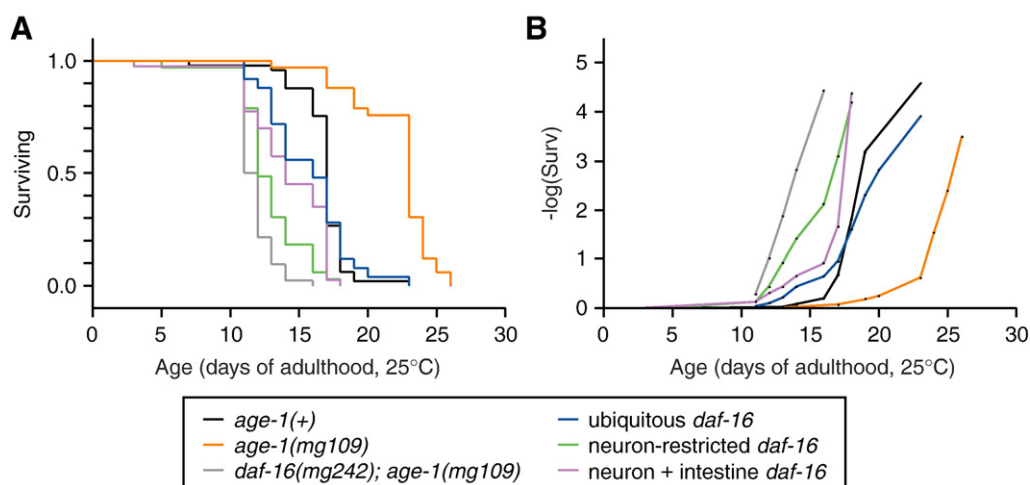 A
B
1.0
0.5
0.0
Surviving
0 5 10 15 20 25 30
Age (days of adulthood, 25°C)
5
4
3
2
1
0
-log(Surv)
0 5 10 15 20 25 30
Age (days of adulthood, 25°C)
age-1(+)
age-1(mg109)
daf-16(mg242); age-1(mg109)
ubiquitous daf-16
neuron-restricted daf-16
neuron + intestine daf-16